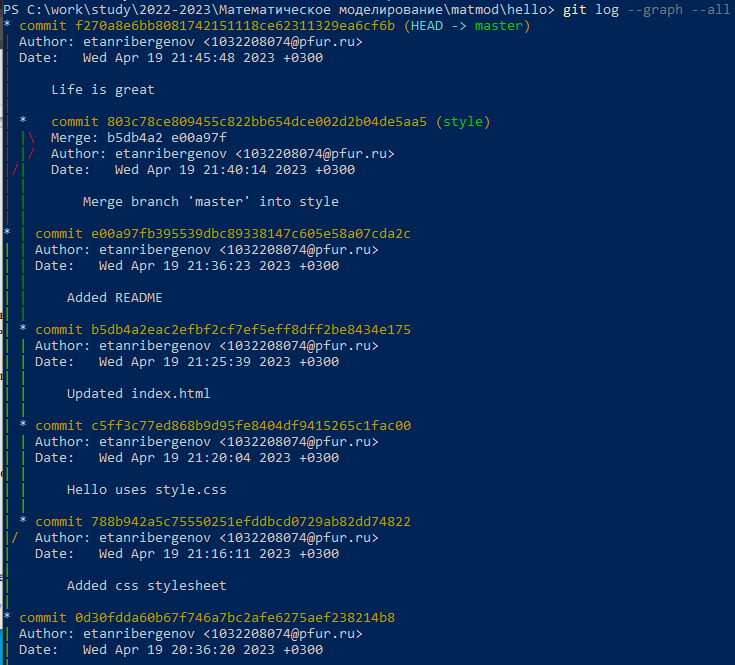 PS C:\work\study\2022-2023\Математическое моделирование\matmod\hello> git log --graph --all
* commit f270a8e6bb8081742151118ce62311329ea6cf6b (HEAD -> master)
| Author: etanribergenov <1032208074@pfur.ru>
| Date:   Wed Apr 19 21:45:48 2023 +0300
|
|     Life is great
|
| *   commit 803c78ce809455c822bb654dce002d2b04de5aa5 (style)
| |\  Merge: b5db4a2 e00a97f
| |/  Author: etanribergenov <1032208074@pfur.ru>
|/|   Date:   Wed Apr 19 21:40:14 2023 +0300
| |
| |       Merge branch 'master' into style
| |
* | commit e00a97fb395539dbc89338147c605e58a07cda2c
| | Author: etanribergenov <1032208074@pfur.ru>
| | Date:   Wed Apr 19 21:36:23 2023 +0300
| |
| |     Added README
| |
| * commit b5db4a2eac2efbf2cf7ef5eff8dff2be8434e175
| | Author: etanribergenov <1032208074@pfur.ru>
| | Date:   Wed Apr 19 21:25:39 2023 +0300
| |
| |     Updated index.html
| |
| * commit c5ff3c77ed868b9d95fe8404df9415265c1fac00
| | Author: etanribergenov <1032208074@pfur.ru>
| | Date:   Wed Apr 19 21:20:04 2023 +0300
| |
| |     Hello uses style.css
| |
| * commit 788b942a5c75550251efddbcd0729ab82dd74822
|/  Author: etanribergenov <1032208074@pfur.ru>
|   Date:   Wed Apr 19 21:16:11 2023 +0300
|
|       Added css stylesheet
|
* commit 0d30fdda60b67f746a7bc2afe6275aef238214b8
| Author: etanribergenov <1032208074@pfur.ru>
| Date:   Wed Apr 19 20:36:20 2023 +0300